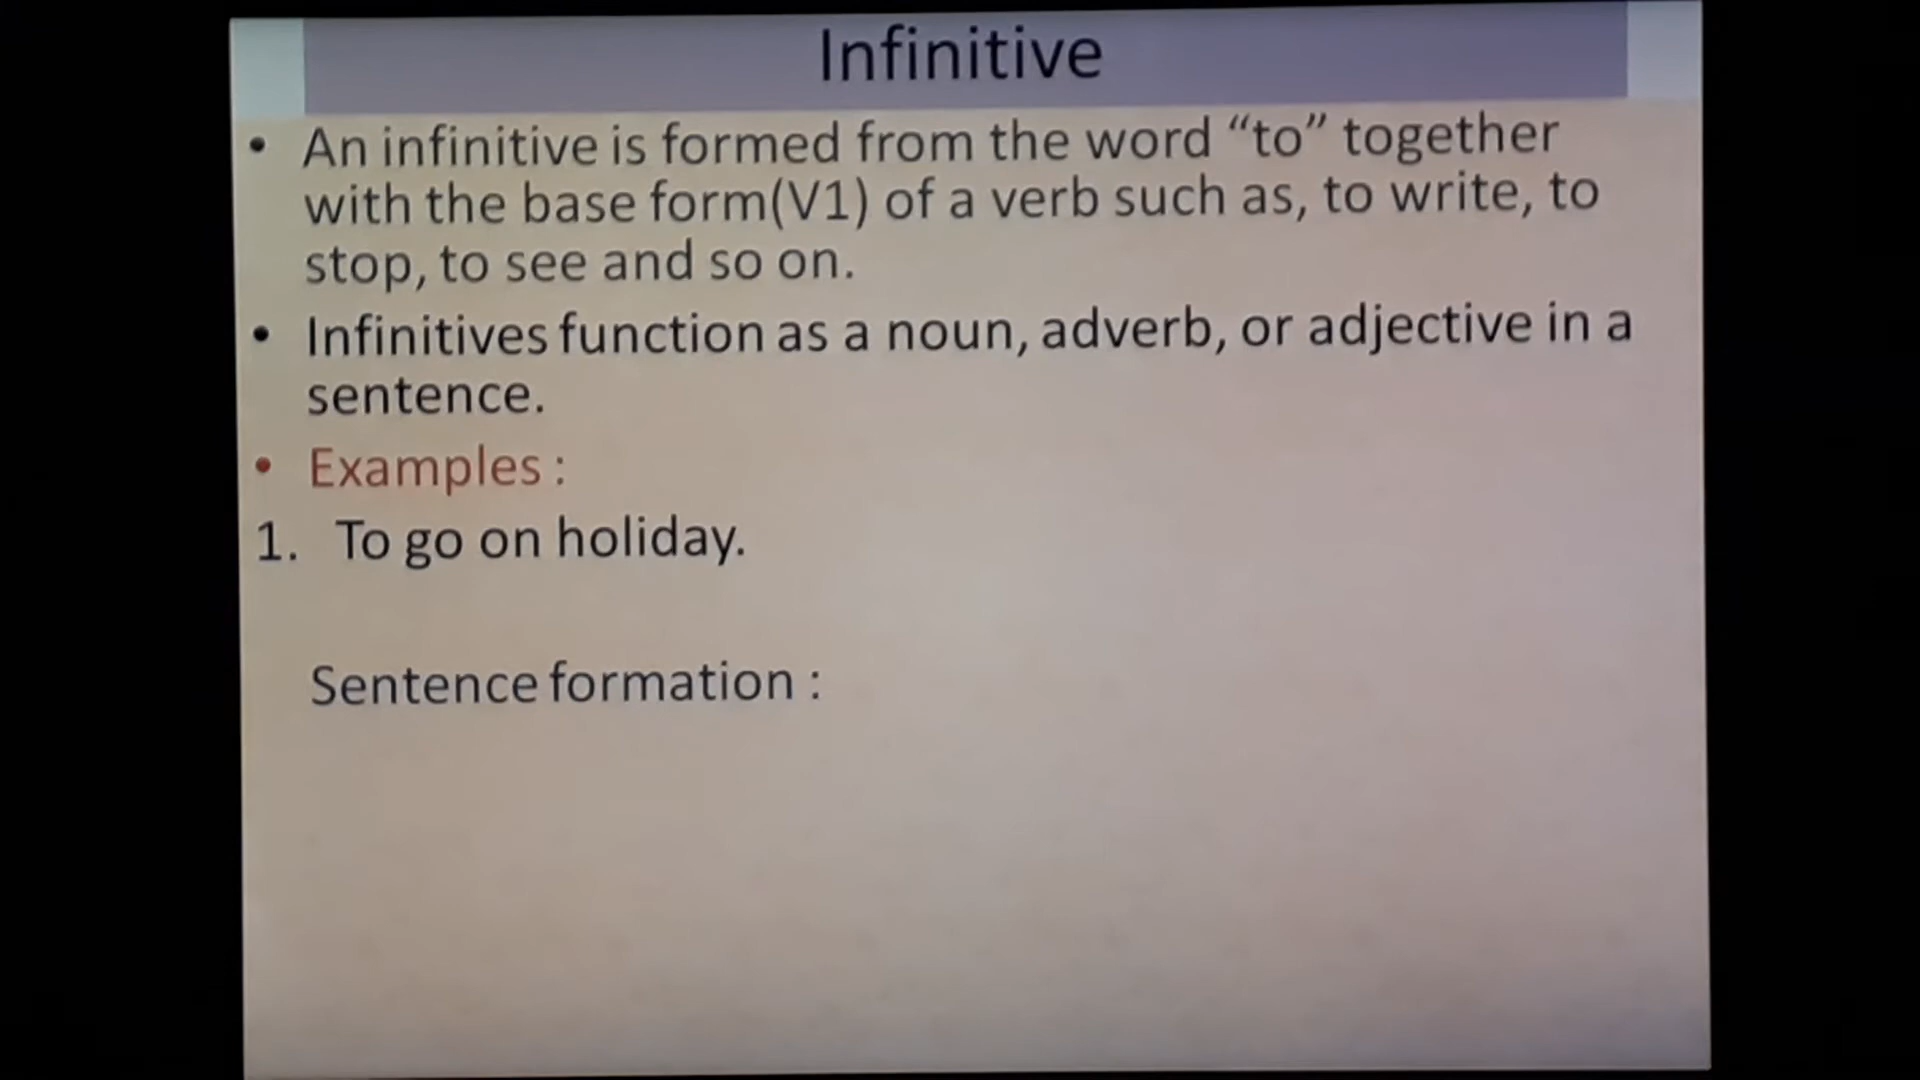 Infinitive
• An infinitive is formed from the word “to” together
with the base form(V1) of a verb such as, to write, to
stop, to see and so on.
• Infinitives function as a noun, adverb, or adjective in a
sentence.
• Examples :
1. To go on holiday.
Sentence formation :